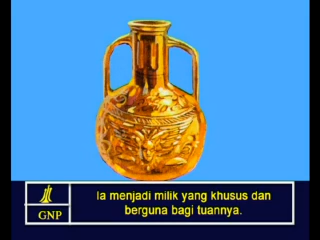 Ia menjadi milik yang khusus dan
berguna bagi tuannya.
GNP